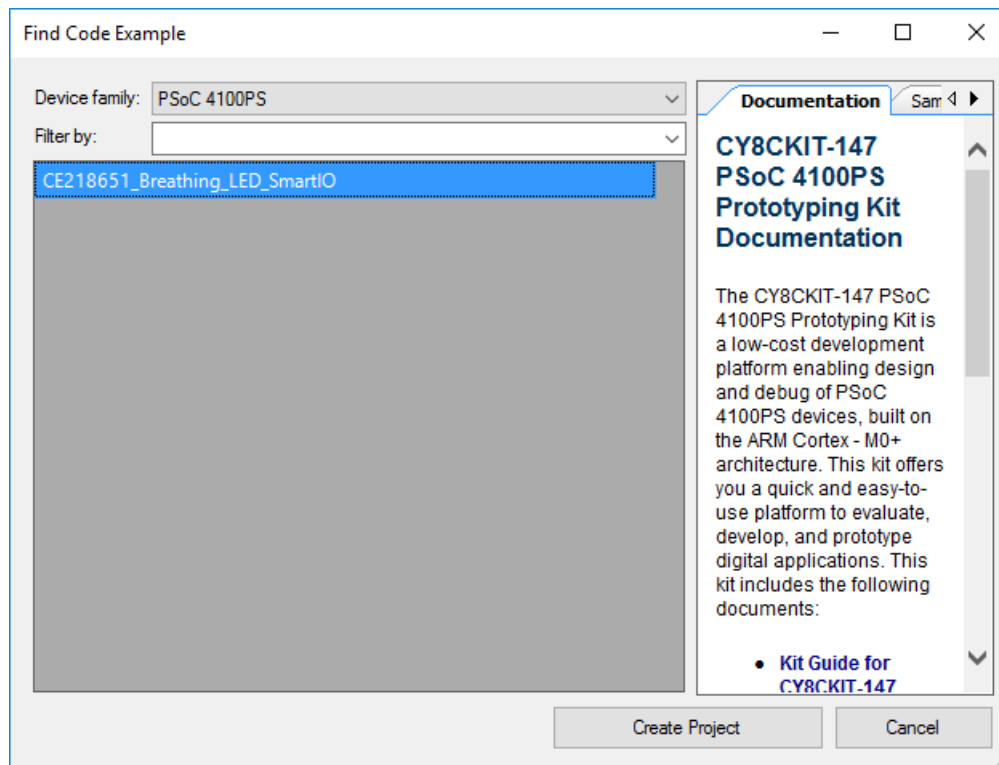 Find Code Example
Device family:
PSoC 4100PS
Filter by:
CE218651_Breathing_LED_SmartIO
Documentation
Sam
CY8CKIT-147
PSoC 4100PS
Prototyping Kit
Documentation
The CY8CKIT-147 PSoC
4100PS Prototyping Kit is
a low-cost development
platform enabling design
and debug of PSoC
4100PS devices, built on
the ARM Cortex - M0+
architecture. This kit offers
you a quick and easy-to-
use platform to evaluate,
develop, and prototype
digital applications. This
kit includes the following
documents:
Kit Guide for
CY8CKIT-147
Create Project
Cancel